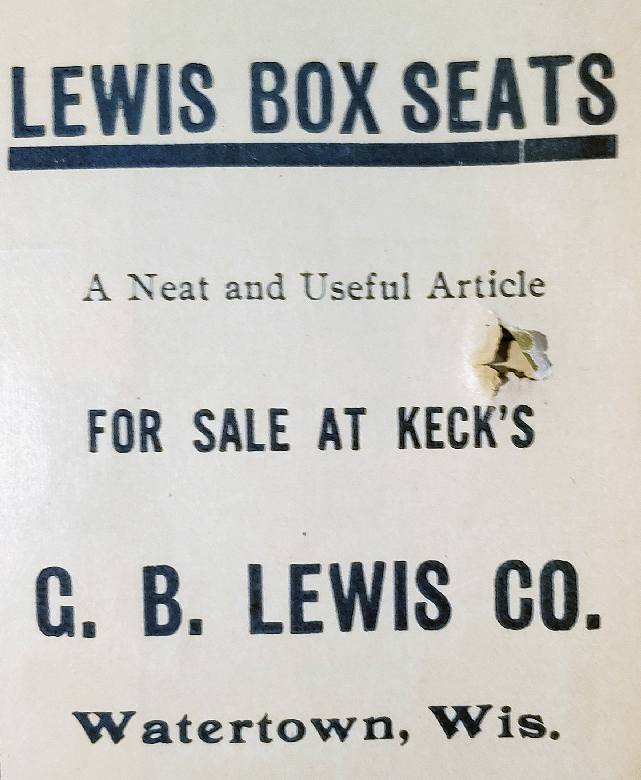 LEWIS BOX SEATS
A Neat and Useful Article
FOR SALE AT KECK'S
G. B. LEWIS CO.
Watertown, Wis.